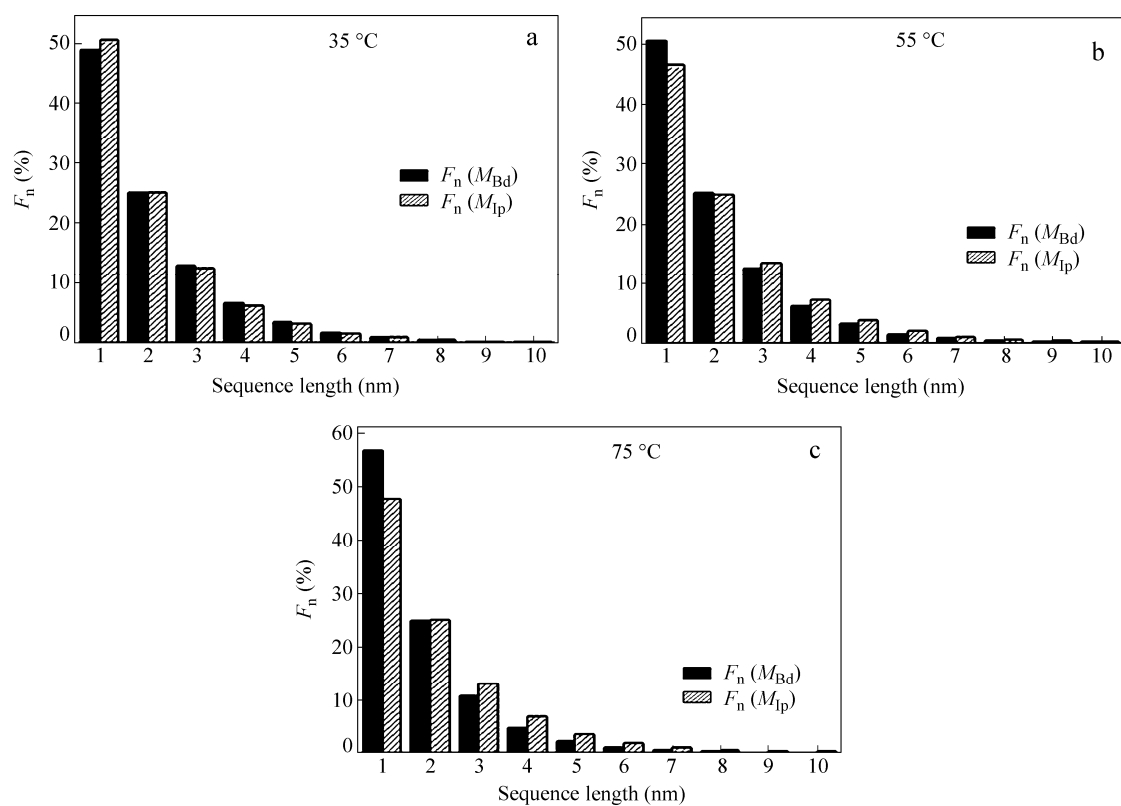 35 °C
a
50
40
30
20
10
0
F_n (%)
F_n (M_Bd)
F_n (M_Ip)
1 2 3 4 5 6 7 8 9 10
Sequence length (nm)
55 °C
b
50
40
30
20
10
0
F_n (%)
F_n (M_Bd)
F_n (M_Ip)
1 2 3 4 5 6 7 8 9 10
Sequence length (nm)
75 °C
c
60
50
40
30
20
10
0
F_n (%)
F_n (M_Bd)
F_n (M_Ip)
1 2 3 4 5 6 7 8 9 10
Sequence length (nm)